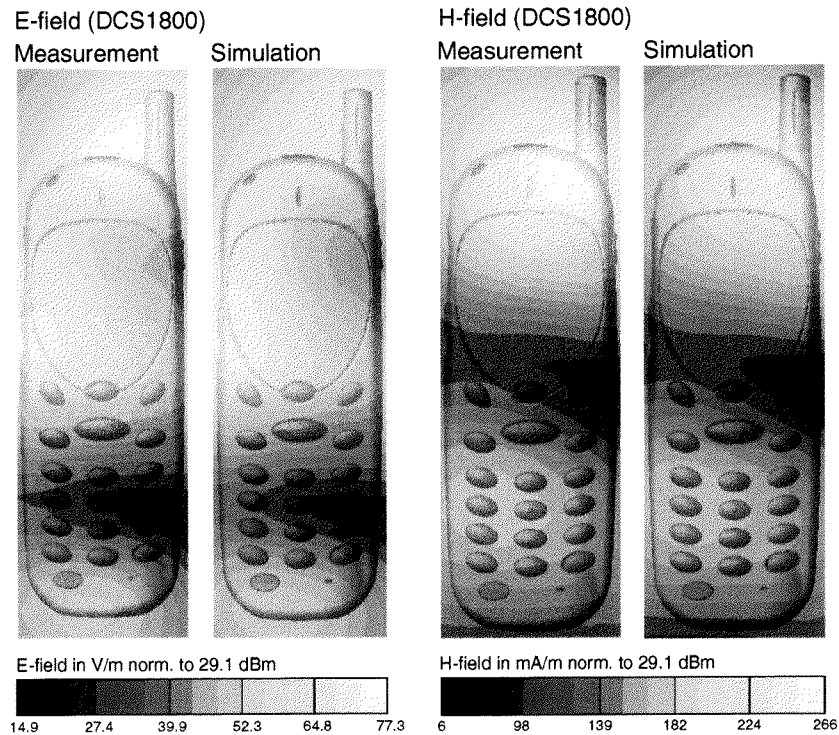 E-field (DCS1800)
Measurement Simulation
H-field (DCS1800)
Measurement Simulation
E-field in V/m norm. to 29.1 dBm
14.9 27.4 39.9 52.3 64.8 77.3
H-field in mA/m norm. to 29.1 dBm
6 98 139 182 224 266